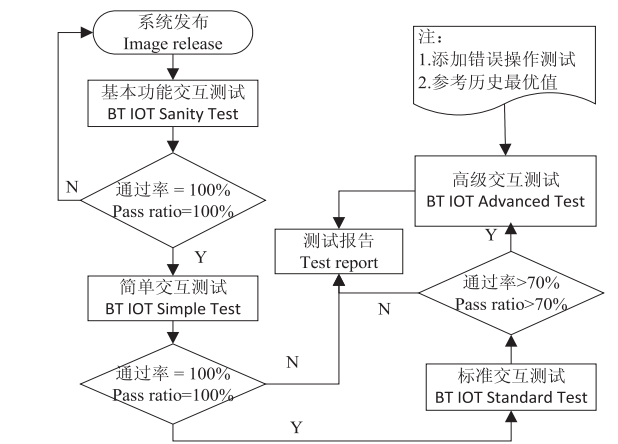 系统发布
Image release
基本功能交互测试
BT IOT Sanity Test
通过率 = 100%
Pass ratio=100%
N
Y
简单交互测试
BT IOT Simple Test
通过率 = 100%
Pass ratio=100%
N
Y
注：
1.添加错误操作测试
2.参考历史最优值
高级交互测试
BT IOT Advanced Test
测试报告
Test report
Y
通过率>70%
Pass ratio>70%
N
标准交互测试
BT IOT Standard Test